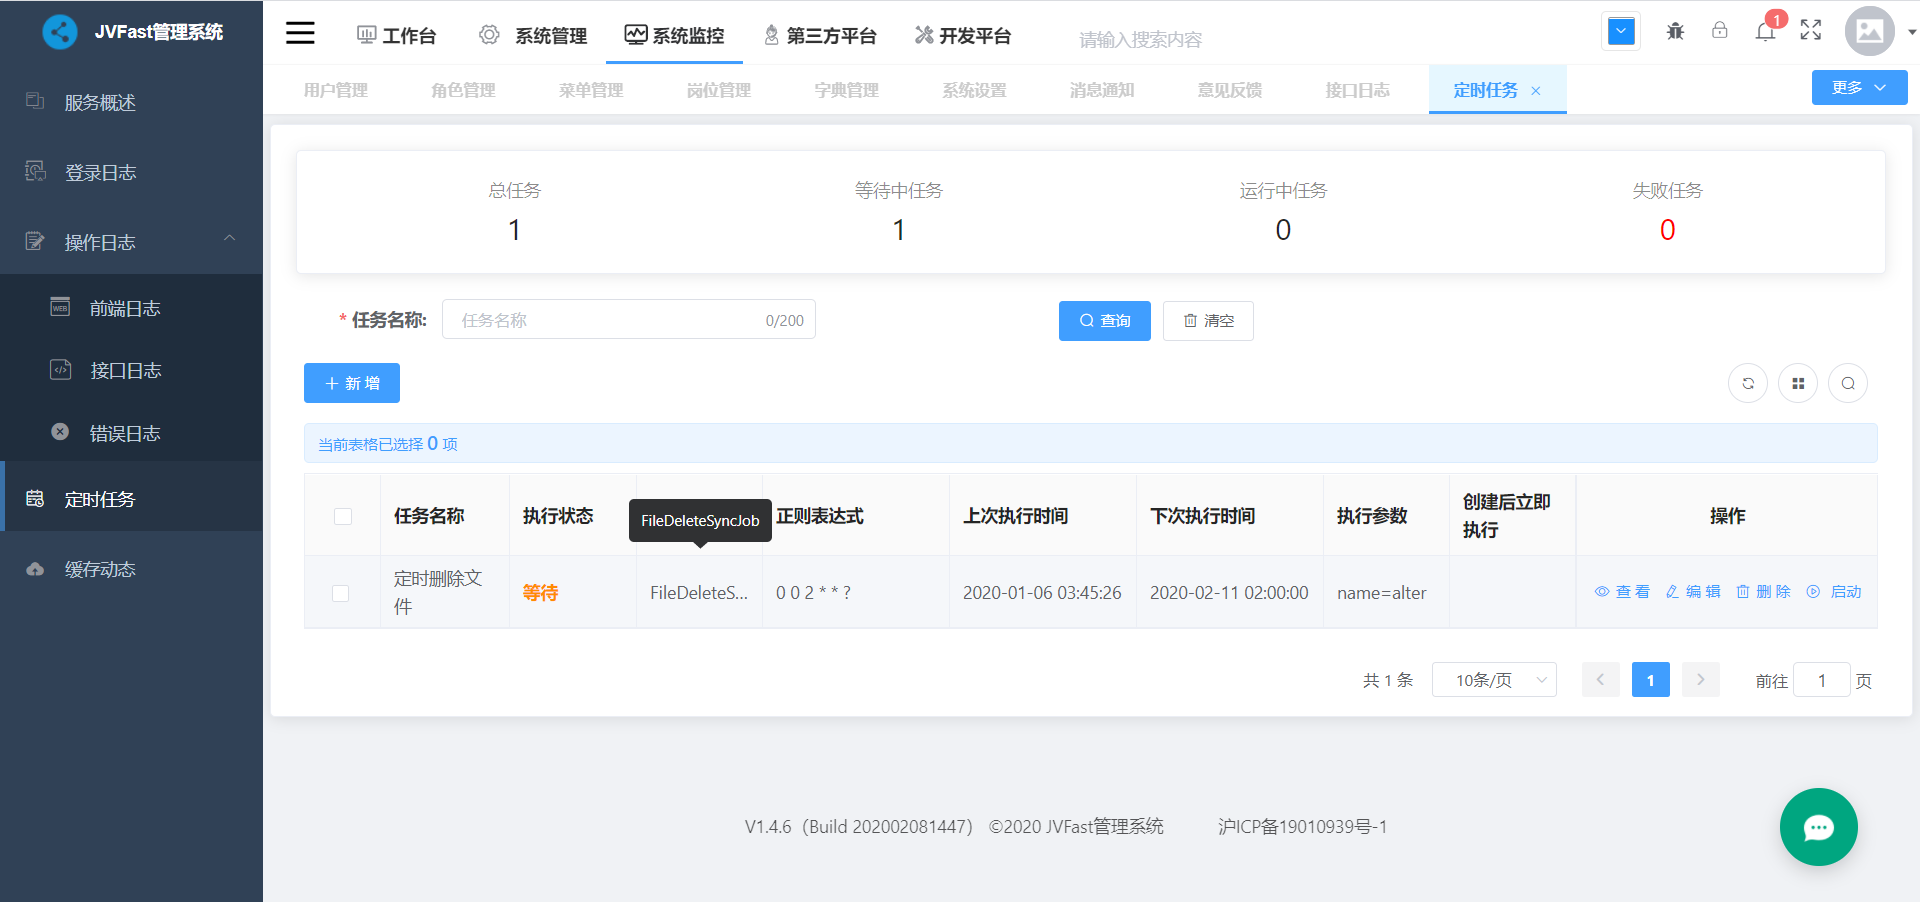 JVFast管理系统
工作台
系统管理
系统监控
第三方平台
开发平台
请输入搜索内容
1
用户管理
角色管理
菜单管理
岗位管理
字典管理
系统设置
消息通知
意见反馈
接口日志
定时任务
更多
服务概述
登录日志
操作日志
前端日志
接口日志
错误日志
定时任务
缓存动态
总任务
等待中任务
运行中任务
失败任务
1
1
0
0
* 任务名称:
任务名称
0/200
查询
清空
新 增
当前表格已选择 0 项
任务名称
执行状态
FileDeleteSyncJob
正则表达式
上次执行时间
下次执行时间
执行参数
创建后立即
执行
操作
定时删除文
件
等待
FileDeleteS...
0 0 2 * * ?
2020-01-06 03:45:26
2020-02-11 02:00:00
name=alter
查 看
编 辑
删 除
启动
共 1 条
10条/页
1
前往
1
页
V1.4.6（Build 202002081447） ©2020 JVFast管理系统
沪ICP备19010939号-1
WEB